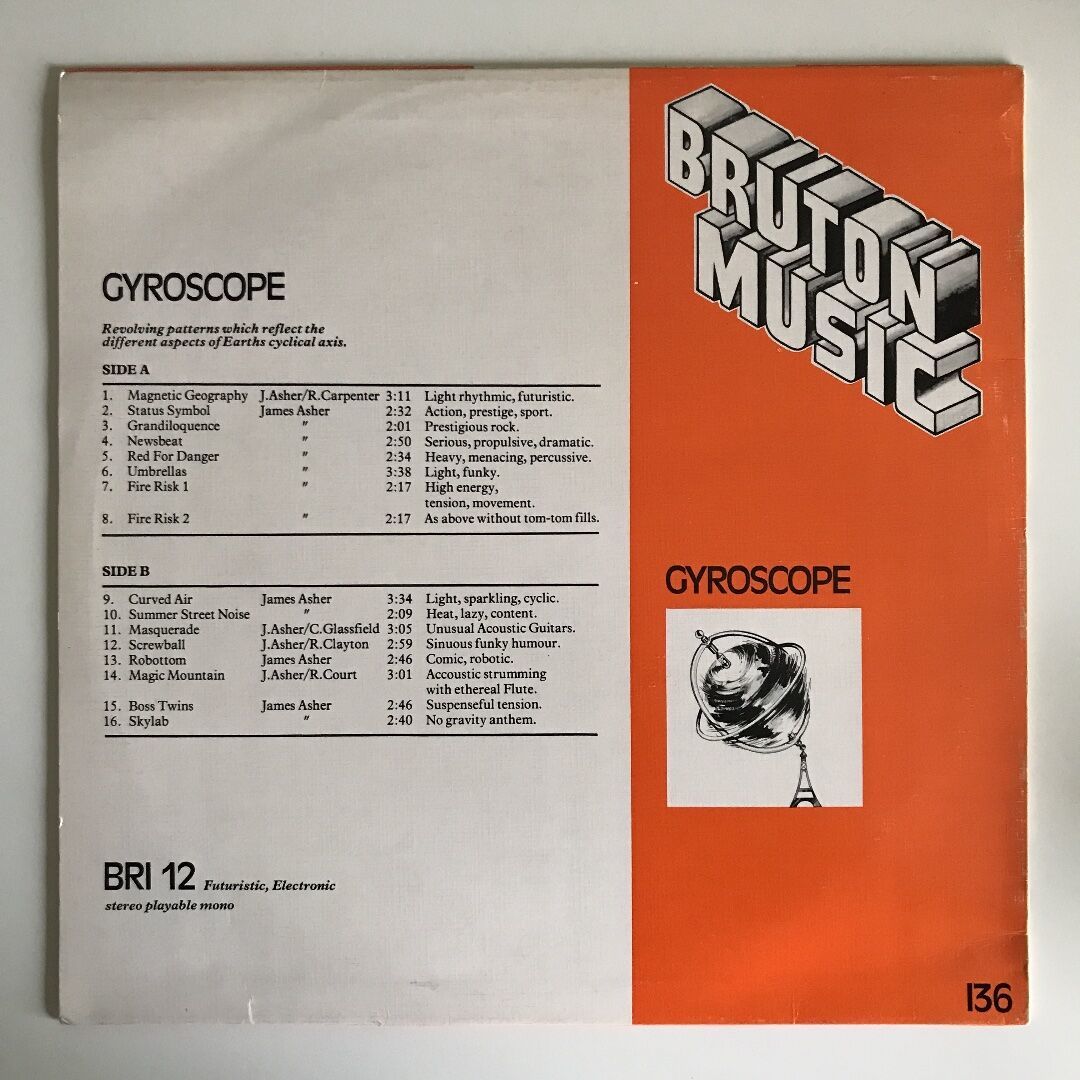 GYROSCOPE
Revolving patterns which reflect the
different aspects of Earths cyclical axis.
SIDE A
1. Magnetic Geography J.Asher/R.Carpenter 3:11 Light rhythmic, futuristic.
2. Status Symbol James Asher 2:32 Action, prestige, sport.
3. Grandiloquence " 2:01 Prestigious rock.
4. Newsbeat " 2:50 Serious, propulsive, dramatic.
5. Red For Danger " 2:34 Heavy, menacing, percussive.
6. Umbrellas " 3:38 Light, funky.
7. Fire Risk 1 " 2:17 High energy,
tension, movement.
8. Fire Risk 2 " 2:17 As above without tom-tom fills.
SIDE B
9. Curved Air James Asher 3:34 Light, sparkling, cyclic.
10. Summer Street Noise " 2:09 Heat, lazy, content.
11. Masquerade J.Asher/C.Glassfield 3:05 Unusual Acoustic Guitars.
12. Screwball J.Asher/R.Clayton 2:59 Sinuous funky humour.
13. Robottom James Asher 2:46 Comic, robotic.
14. Magic Mountain J.Asher/R.Court 3:01 Accoustic strumming
with ethereal Flute.
15. Boss Twins James Asher 2:46 Suspenseful tension.
16. Skylab " 2:40 No gravity anthem.
BRI 12 Futuristic, Electronic
stereo playable mono
BRUTON
MUSIC
GYROSCOPE
136